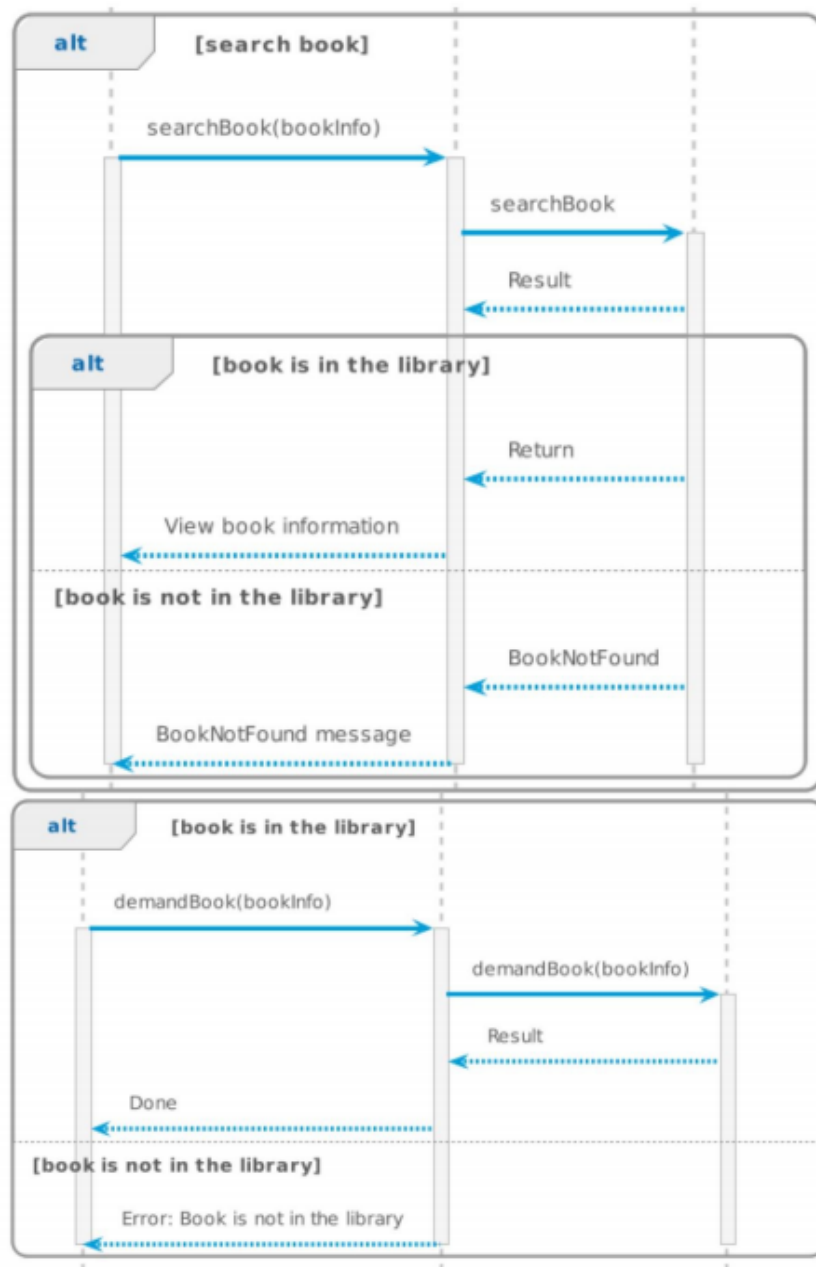 alt [search book]
searchBook(bookInfo)
searchBook
Result
alt [book is in the library]
Return
View book information
[book is not in the library]
BookNotFound
BookNotFound message
alt [book is in the library]
demandBook(bookInfo)
demandBook(bookInfo)
Result
Done
[book is not in the library]
Error: Book is not in the library